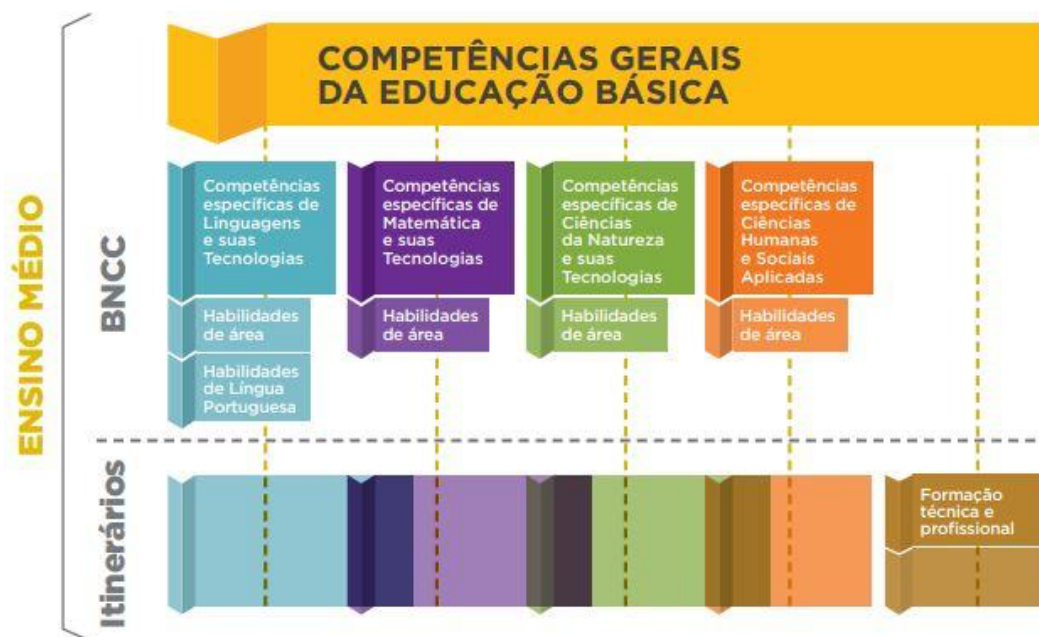 COMPETÊNCIAS GERAIS
DA EDUCAÇÃO BÁSICA
ENSINO MÉDIO
BNCC
Competências
específicas de
Linguagens
e suas
Tecnologias
Competências
específicas de
Matemática
e suas
Tecnologias
Competências
específicas de
Ciências
da Natureza
e suas
Tecnologias
Competências
específicas de
Ciências
Humanas
e Sociais
Aplicadas
Habilidades
de área
Habilidades
de área
Habilidades
de área
Habilidades
de área
Habilidades
de Língua
Portuguesa
Itinerários
Formação
técnica e
profissional